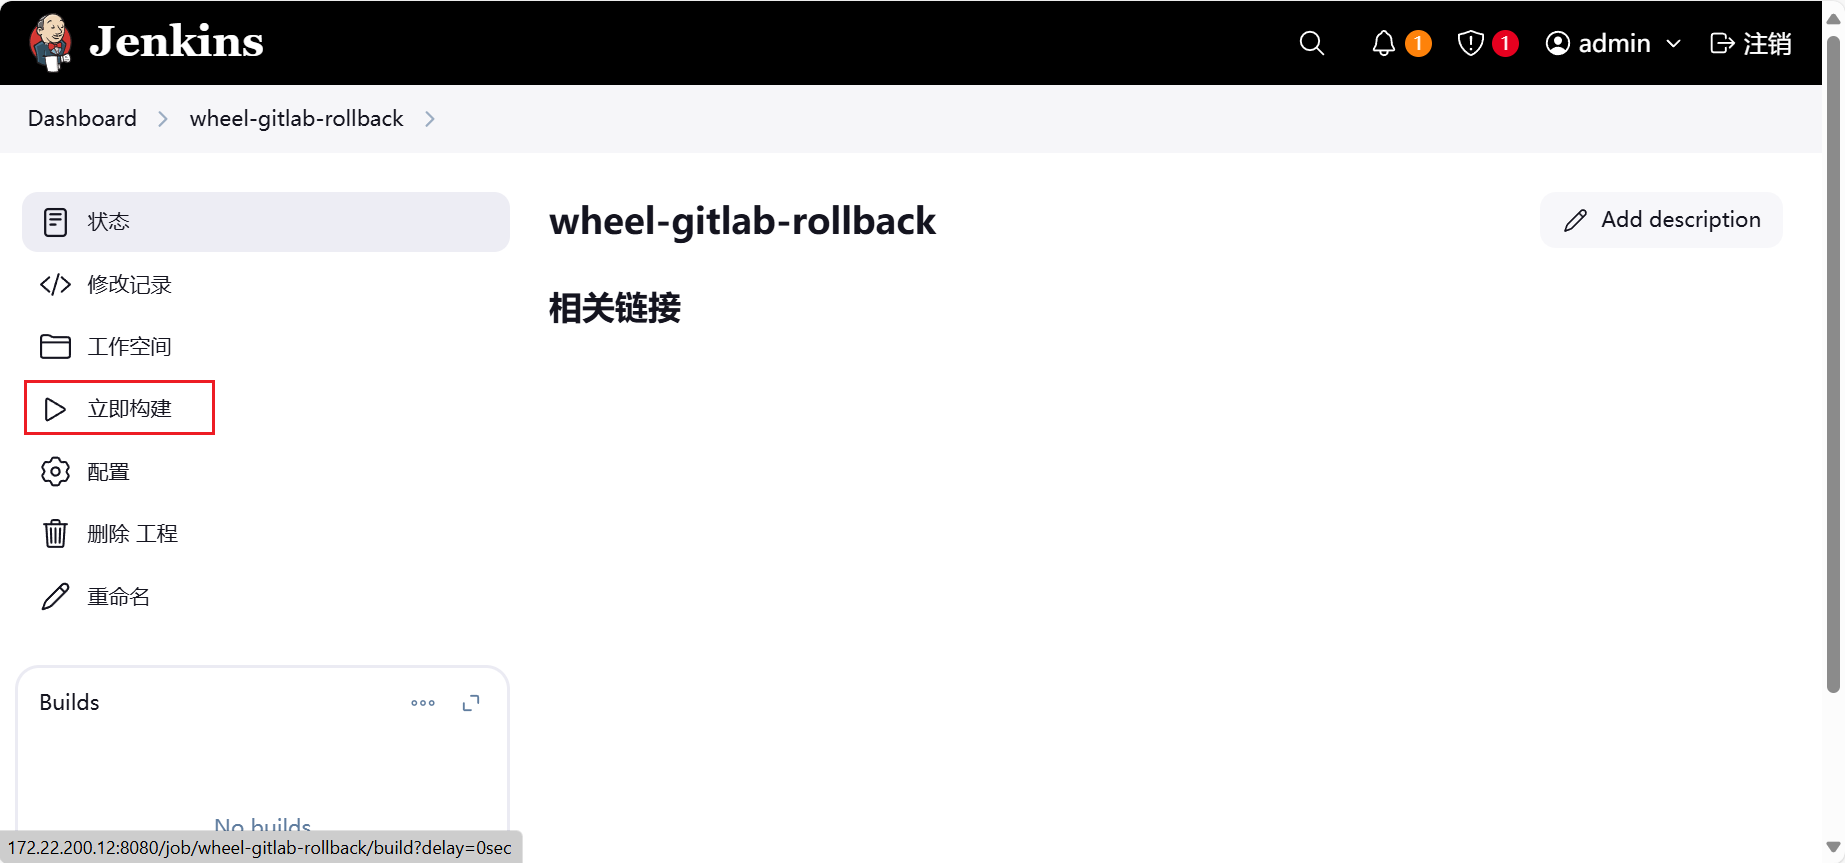 Jenkins
1
1
admin
注销
Dashboard
wheel-gitlab-rollback
状态
修改记录
工作空间
立即构建
配置
删除 工程
重命名
Builds
No builds
wheel-gitlab-rollback
Add description
相关链接
172.22.200.12:8080/job/wheel-gitlab-rollback/build?delay=0sec